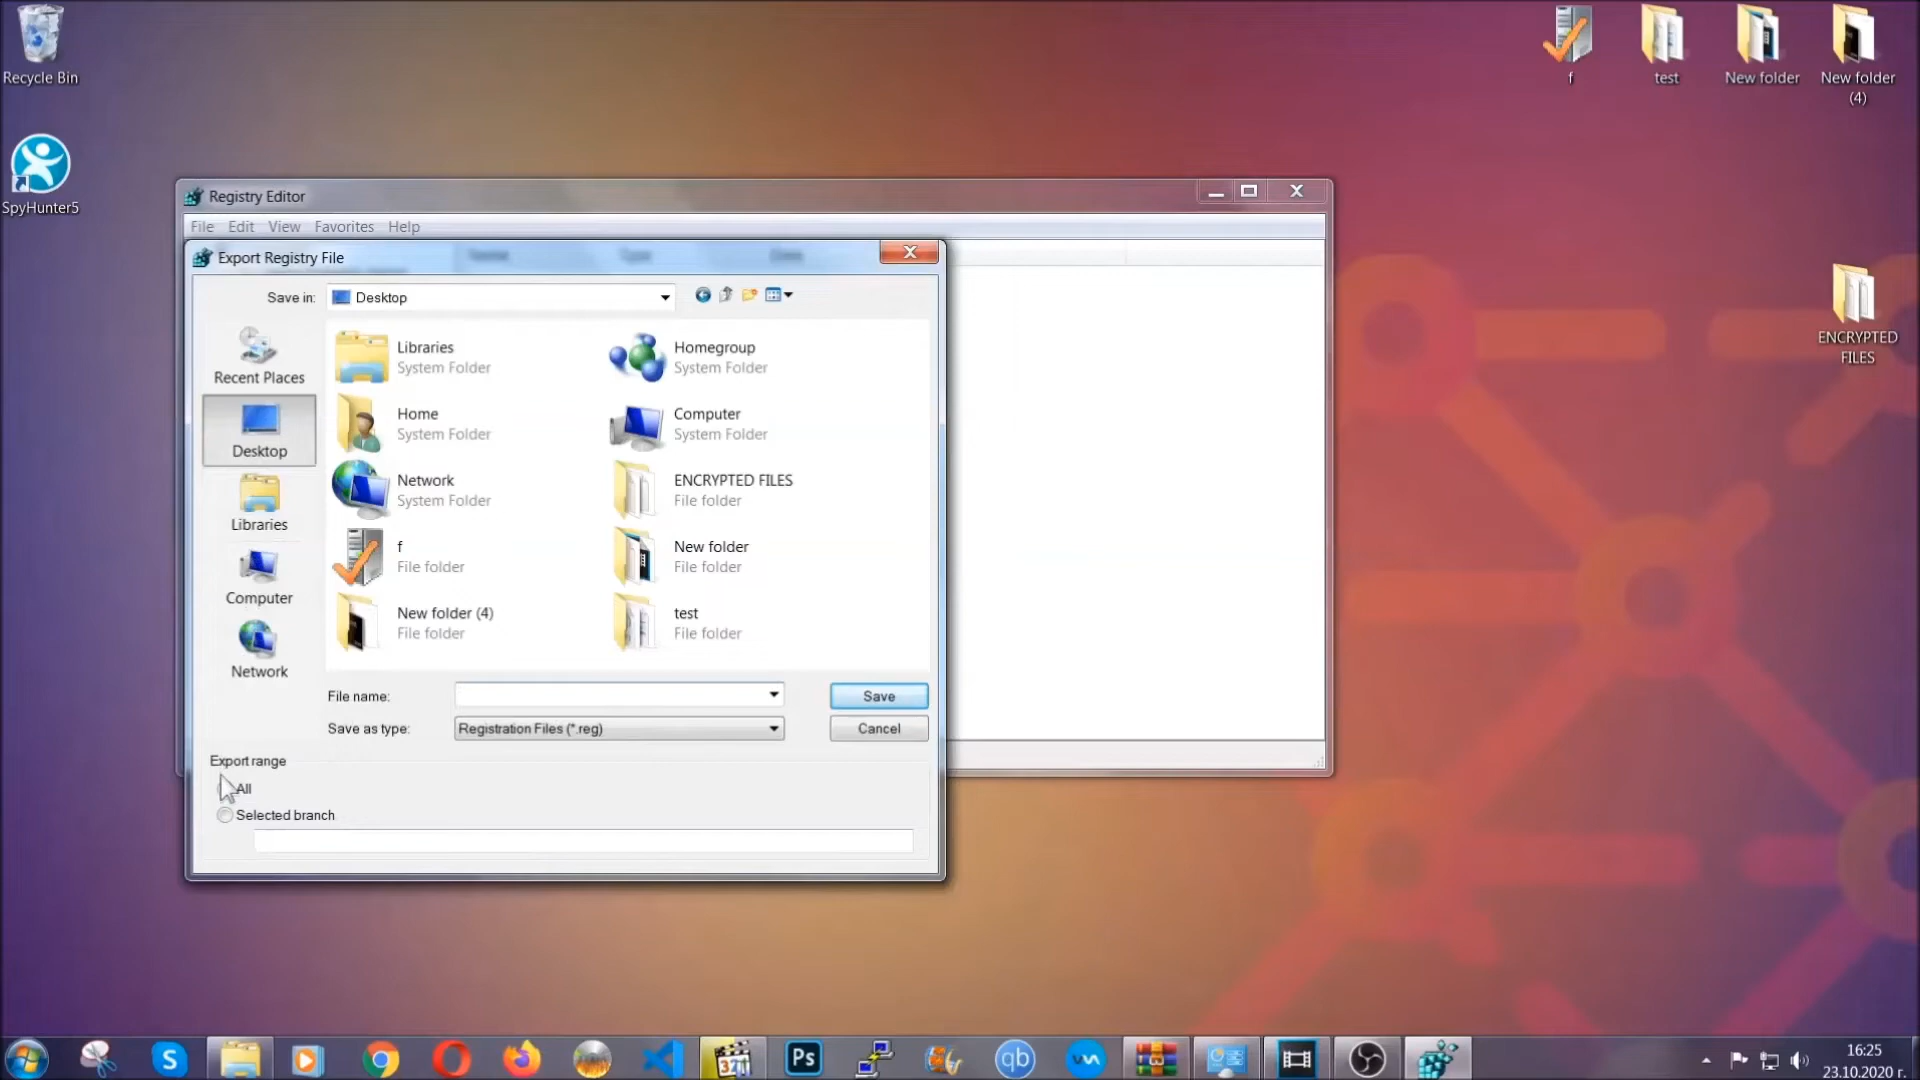 Recycle Bin
SpyHunter5
f
test
New folder
New folder
(4)
ENCRYPTED
FILES
Registry Editor
File Edit View Favorites Help
Export Registry File
Save in: Desktop
Recent Places
Desktop
Libraries
Computer
Network
Libraries
System Folder
Homegroup
System Folder
Home
System Folder
Computer
System Folder
Network
System Folder
ENCRYPTED FILES
File folder
f
File folder
New folder
File folder
New folder (4)
File folder
test
File folder
File name:
Save
Save as type: Registration Files (*.reg)
Cancel
Export range
All
Selected branch
S
321
Ps
qb
16:25
23.10.2020 г.